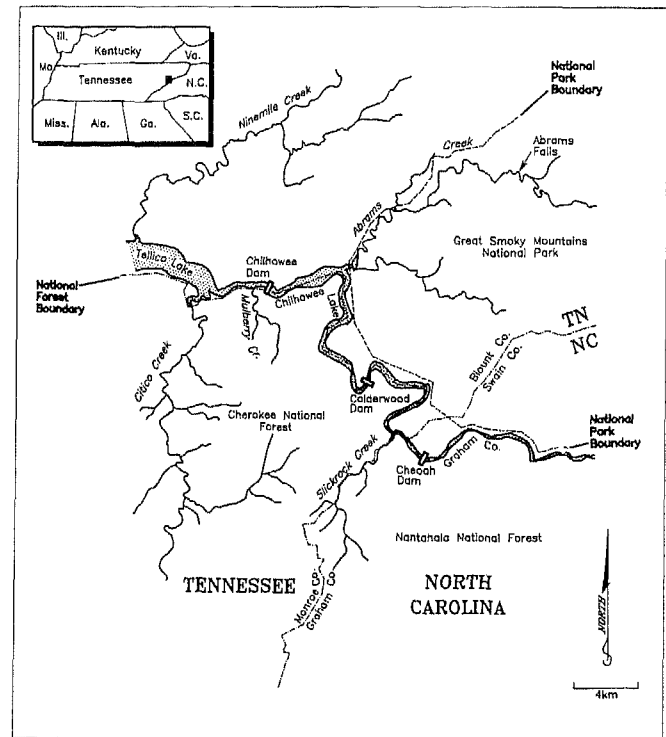 Ill.
Kentucky
Va.
Mo.
Tennessee
N.C.
S.C.
Miss.
Ala.
Ga.
National
Park
Boundary
Ninemile Creek
Creek
Abrams
Falls
Abrams
Great Smoky Mountains
National Park
Tellico Lake
Chilhowee
Dam
National
Forest
Boundary
Chilhowee
Lake
Mulberry
Cr.
TN
NC
Blount Co.
Swain Co.
Citico Creek
Calderwood
Dam
Cherokee National
Forest
National
Park
Boundary
Slickrock Creek
Graham
Co.
Cheoah
Dam
Nantahala National Forest
TENNESSEE
NORTH
CAROLINA
Monroe Co.
Graham Co.
NORTH
4km